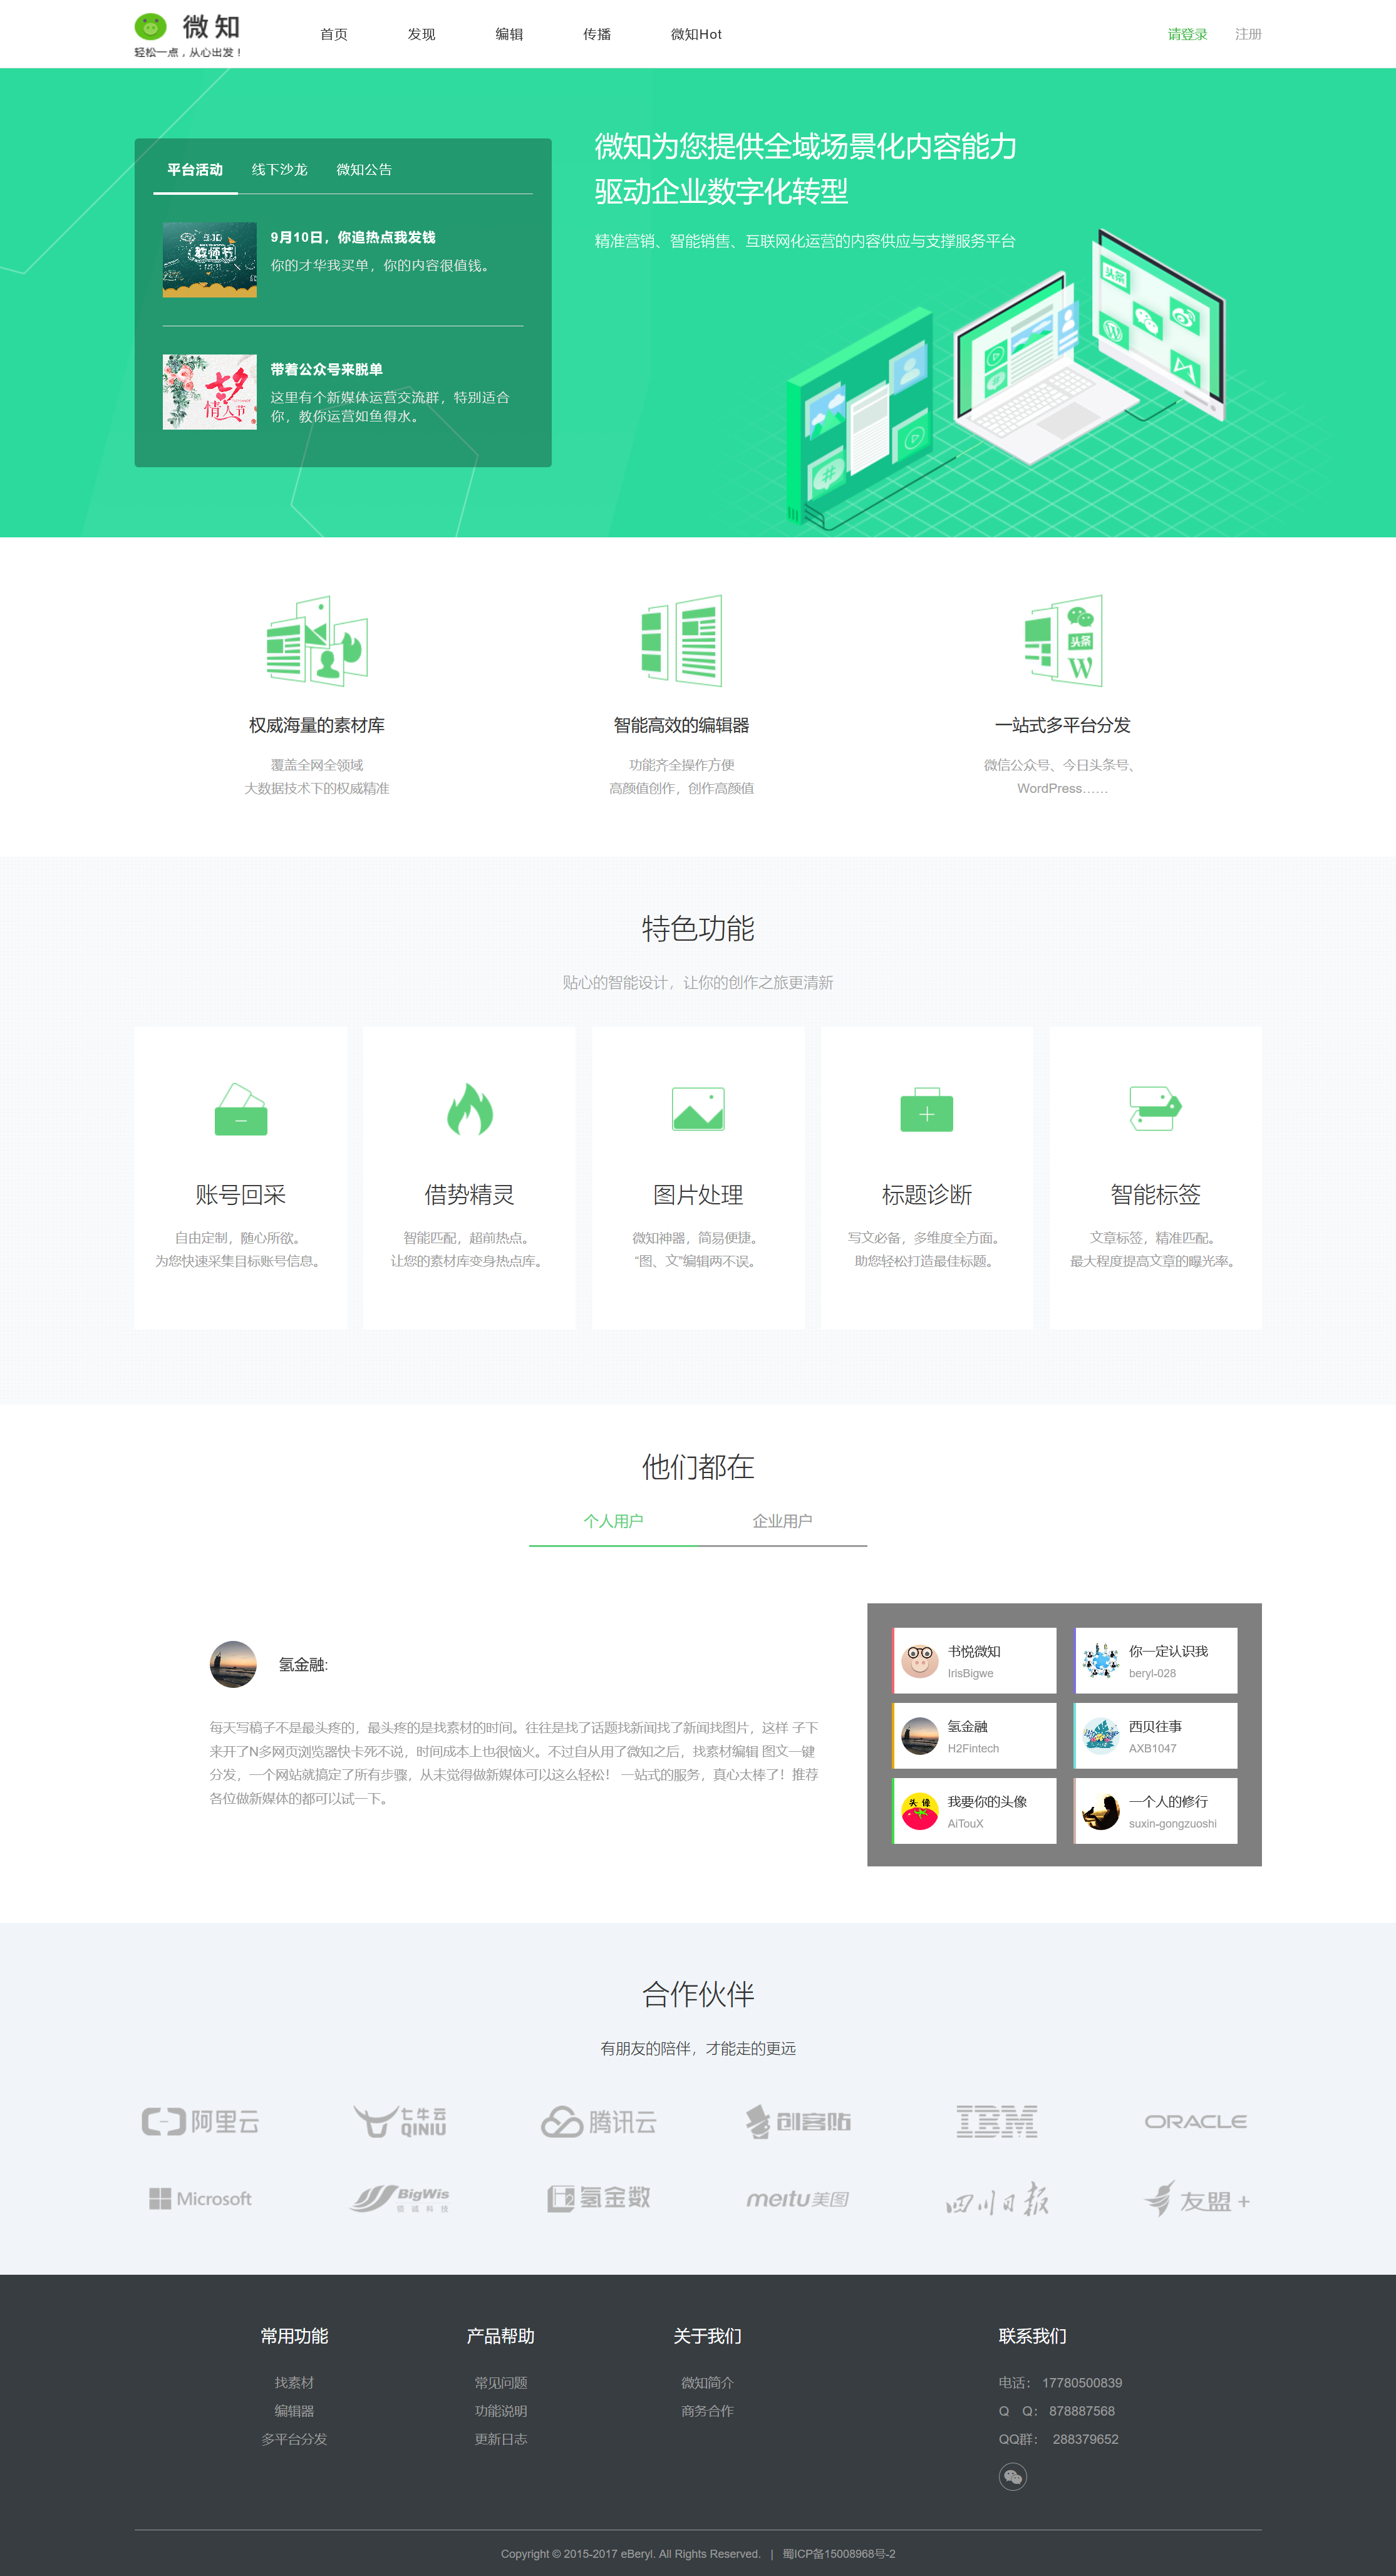 微知
轻松一点，从心出发！
首页
发现
编辑
传播
微知Hot
请登录
注册
平台活动
线下沙龙
微知公告
9月10日，你追热点我发钱
你的才华我买单，你的内容很值钱。
9.10
教师节
带着公众号来脱单
这里有个新媒体运营交流群，特别适合
你，教你运营如鱼得水。
七夕
情人节
微知为您提供全域场景化内容能力
驱动企业数字化转型
精准营销、智能销售、互联网化运营的内容供应与支撑服务平台
头条
头条
W
权威海量的素材库
覆盖全网全领域
大数据技术下的权威精准
智能高效的编辑器
功能齐全操作方便
高颜值创作，创作高颜值
一站式多平台分发
微信公众号、今日头条号、
WordPress……
特色功能
贴心的智能设计，让你的创作之旅更清新
账号回采
自由定制，随心所欲。
为您快速采集目标账号信息。
借势精灵
智能匹配，超前热点。
让您的素材库变身热点库。
图片处理
微知神器，简易便捷。
“图、文”编辑两不误。
标题诊断
写文必备，多维度全方面。
助您轻松打造最佳标题。
智能标签
文章标签，精准匹配。
最大程度提高文章的曝光率。
他们都在
个人用户
企业用户
氢金融:
每天写稿子不是最头疼的，最头疼的是找素材的时间。往往是找了话题找新闻找了新闻找图片，这样 子下
来开了N多网页浏览器快卡死不说，时间成本上也很恼火。不过自从用了微知之后，找素材编辑 图文一键
分发，一个网站就搞定了所有步骤，从未觉得做新媒体可以这么轻松！ 一站式的服务，真心太棒了！推荐
各位做新媒体的都可以试一下。
书悦微知
IrisBigwe
你一定认识我
beryl-028
氢金融
H2Fintech
西贝往事
AXB1047
头像
我要你的头像
AiTouX
一个人的修行
suxin-gongzuoshi
合作伙伴
有朋友的陪伴，才能走的更远
阿里云
七牛云
QINIU
腾讯云
创客贴
IBM
ORACLE
Microsoft
BigWis
氢金数
meitu美图
四川日报
友盟+
常用功能
找素材
编辑器
多平台分发
产品帮助
常见问题
功能说明
更新日志
关于我们
微知简介
商务合作
联系我们
电话： 17780500839
Q Q： 878887568
QQ群： 288379652
Copyright © 2015-2017 eBeryl. All Rights Reserved. | 蜀ICP备15008968号-2